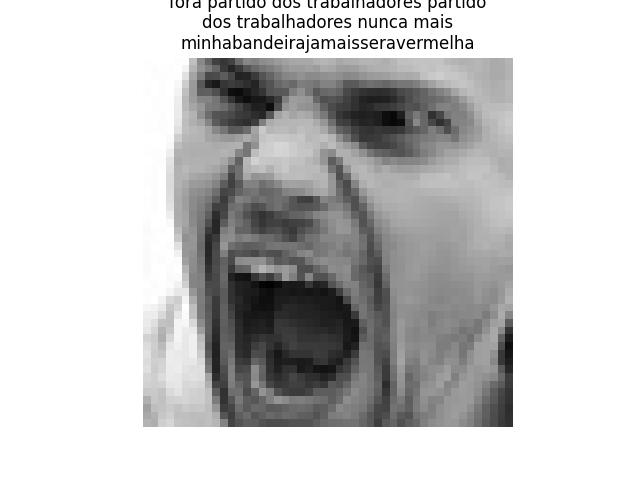 fora partido dos trabalhadores partido
dos trabalhadores nunca mais
minhabandeirajamaisseravermelha